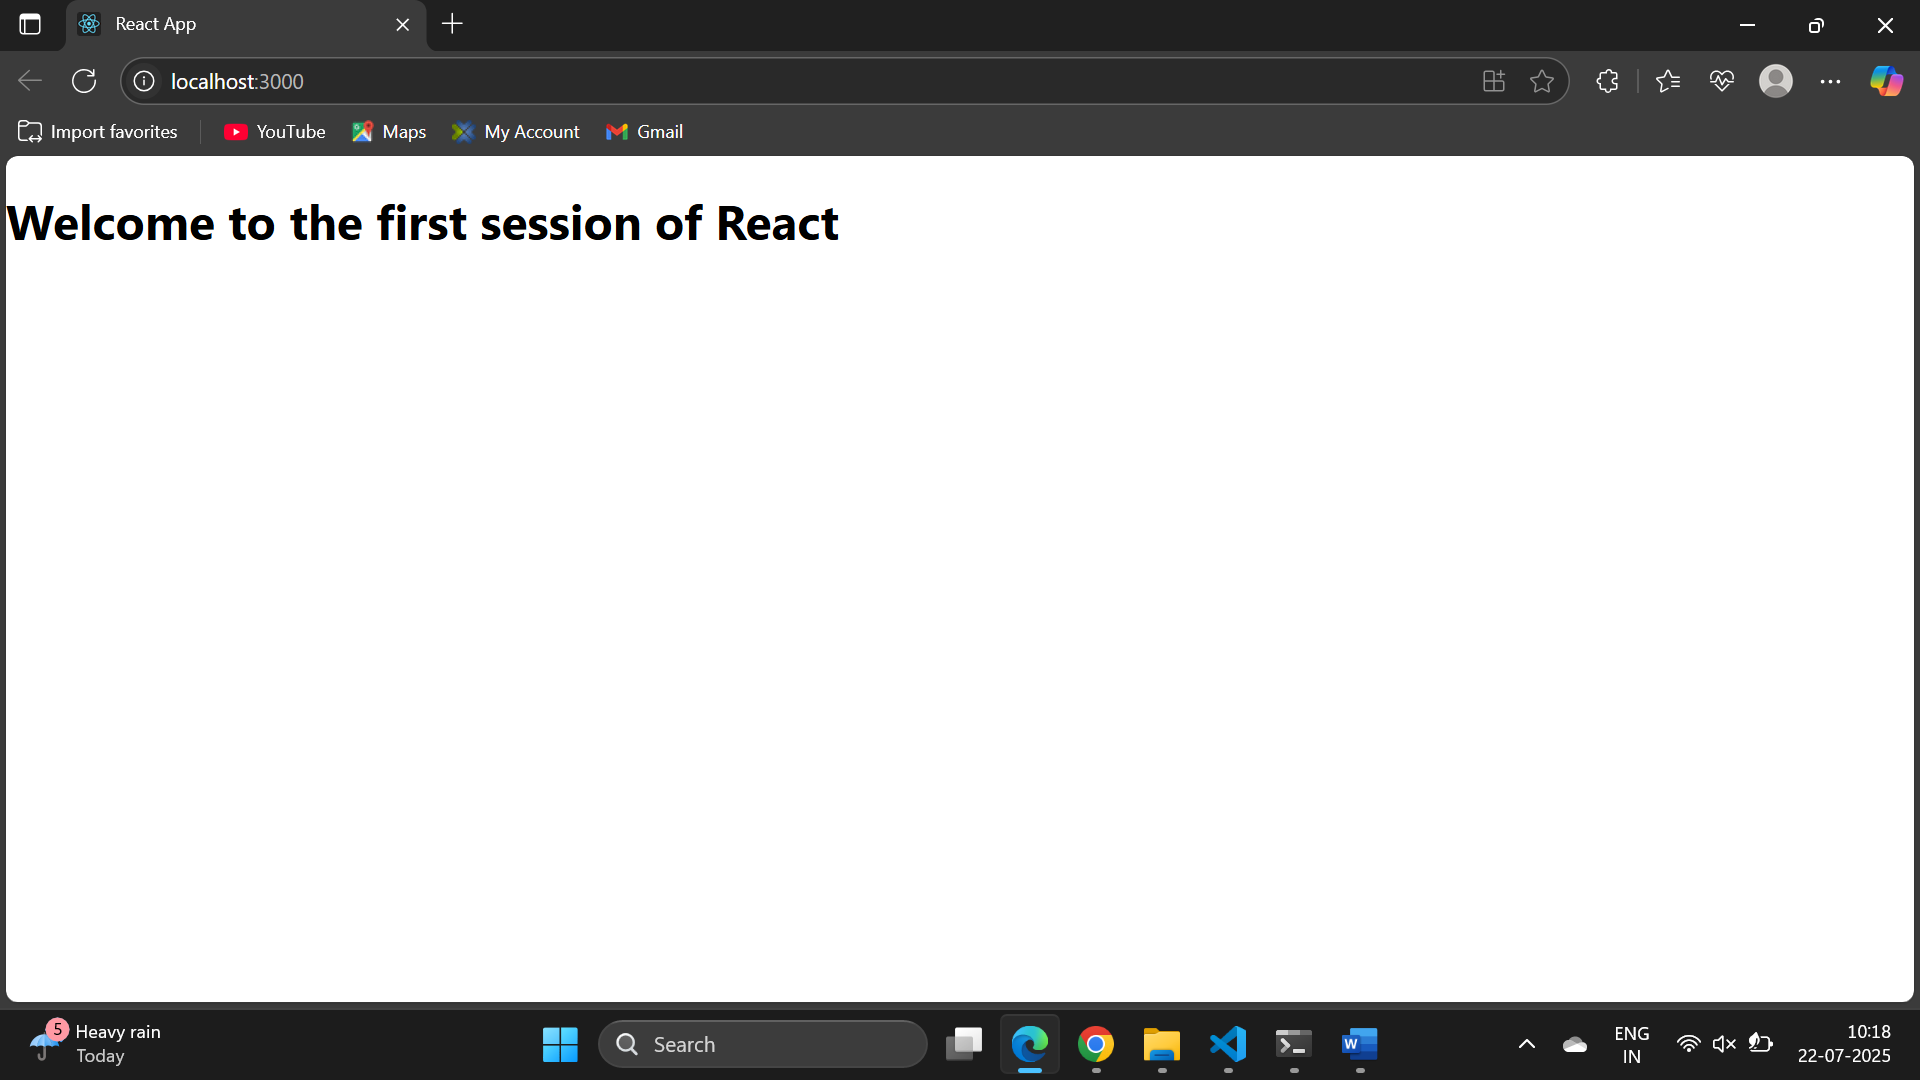 React App
localhost:3000
Import favorites
YouTube
Maps
My Account
Gmail
Welcome to the first session of React
5
Heavy rain
Today
Search
W
ENG
IN
10:18
22-07-2025